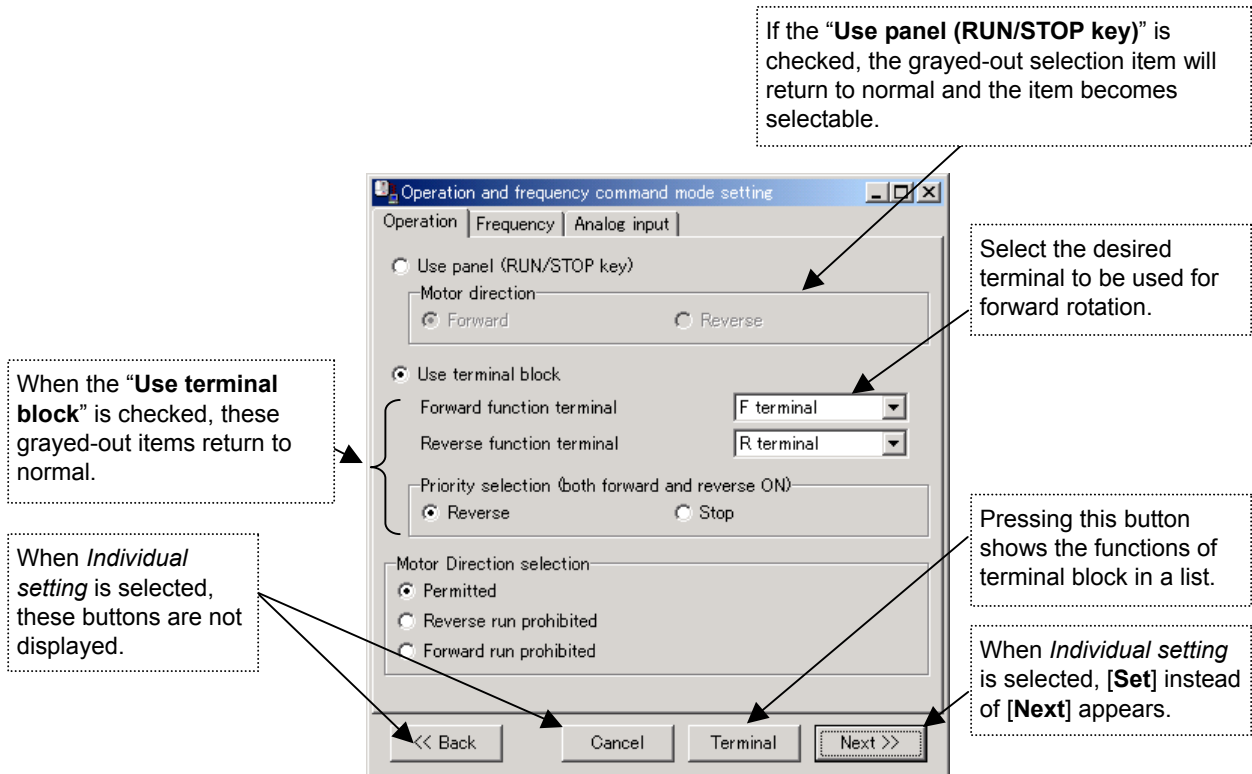 If the “Use panel (RUN/STOP key)” is
checked, the grayed-out selection item will
return to normal and the item becomes
selectable.
Operation and frequency command mode setting
Operation Frequency Analog input
Use panel (RUN/STOP key)
Motor direction
Forward Reverse
Select the desired
terminal to be used for
forward rotation.
When the “Use terminal
block” is checked, these
grayed-out items return to
normal.
Use terminal block
Forward function terminal F terminal
Reverse function terminal R terminal
Priority selection (both forward and reverse ON)
Reverse Stop
When Individual
setting is selected,
these buttons are not
displayed.
Motor Direction selection
Permitted
Reverse run prohibited
Forward run prohibited
Pressing this button
shows the functions of
terminal block in a list.
When Individual setting
is selected, [Set] instead
of [Next] appears.
<< Back Cancel Terminal Next >>